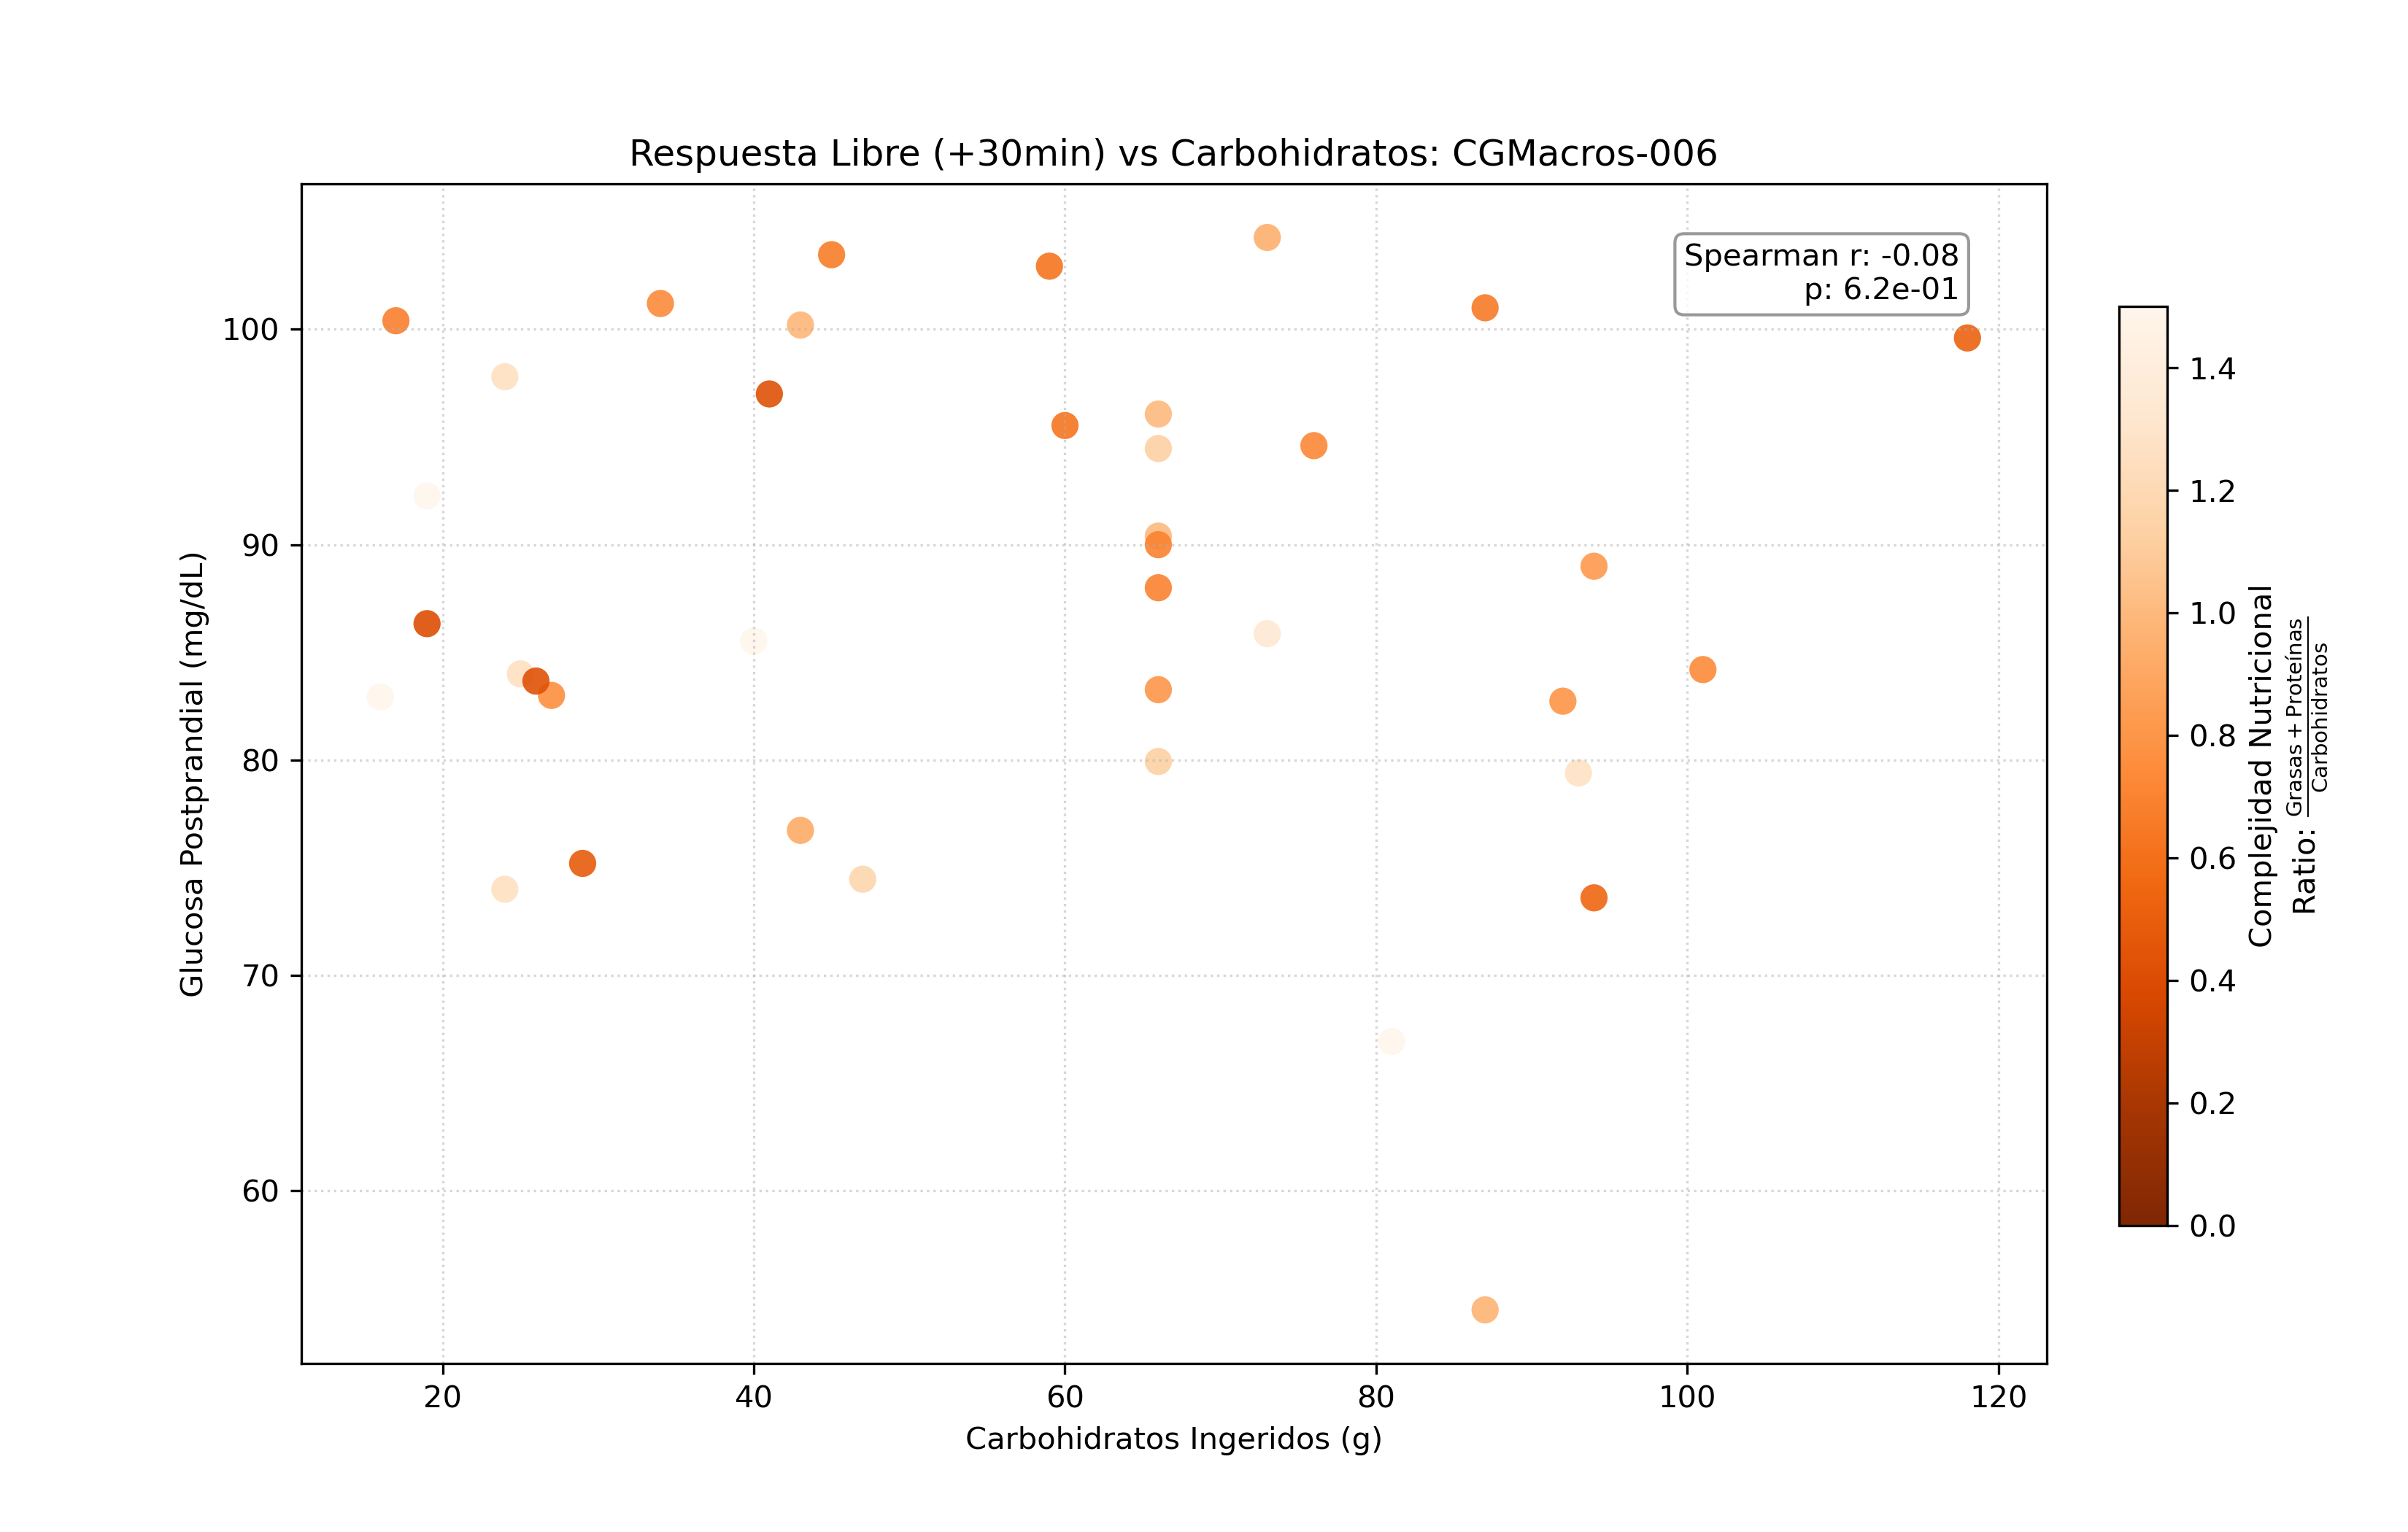 Respuesta Libre (+30min) vs Carbohidratos: CGMacros-006
Spearman r: -0.08
p: 6.2e-01
Glucosa Postprandial (mg/dL)
100
90
80
70
60
20
40
60
80
100
120
Carbohidratos Ingeridos (g)
1.4
1.2
1.0
0.8
0.6
0.4
0.2
0.0
Complejidad Nutricional
Ratio: Grasas + Proteínas
Carbohidratos